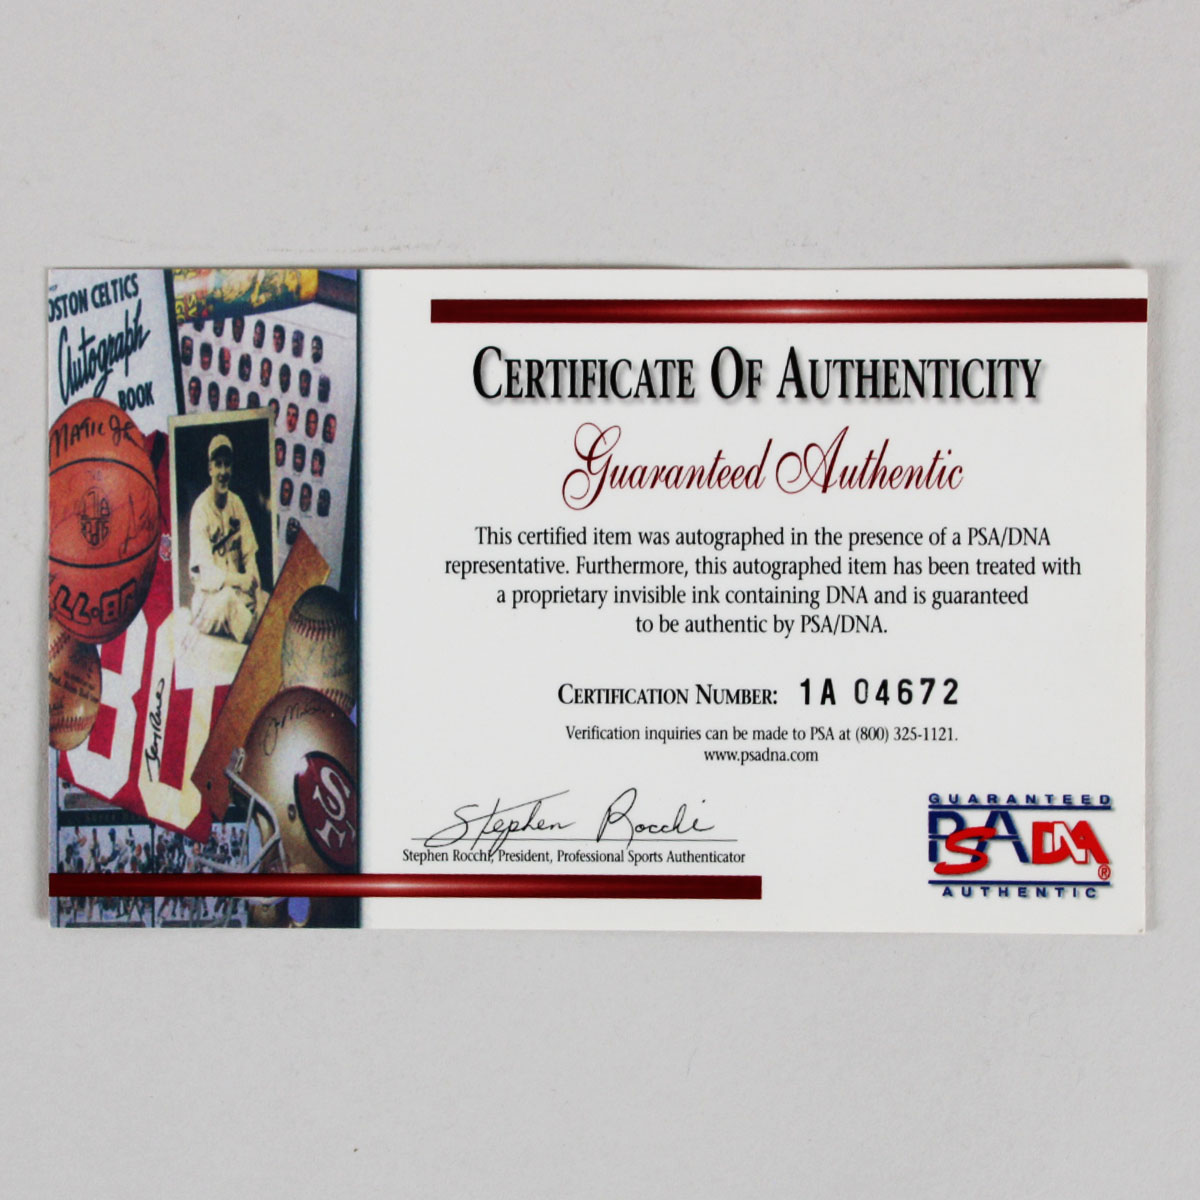 OSTON CELTICS
Autograph
BOOK
MAGIC JR
CERTIFICATE OF AUTHENTICITY
Guaranteed Authentic
This certified item was autographed in the presence of a PSA/DNA
representative. Furthermore, this autographed item has been treated with
a proprietary invisible ink containing DNA and is guaranteed
to be authentic by PSA/DNA.
CERTIFICATION NUMBER: 1A 04672
Verification inquiries can be made to PSA at (800) 325-1121.
www.psadna.com
Stephen Rocchi
Stephen Rocchi, President, Professional Sports Authenticator
GUARANTEED
PSA DNA®
AUTHENTIC